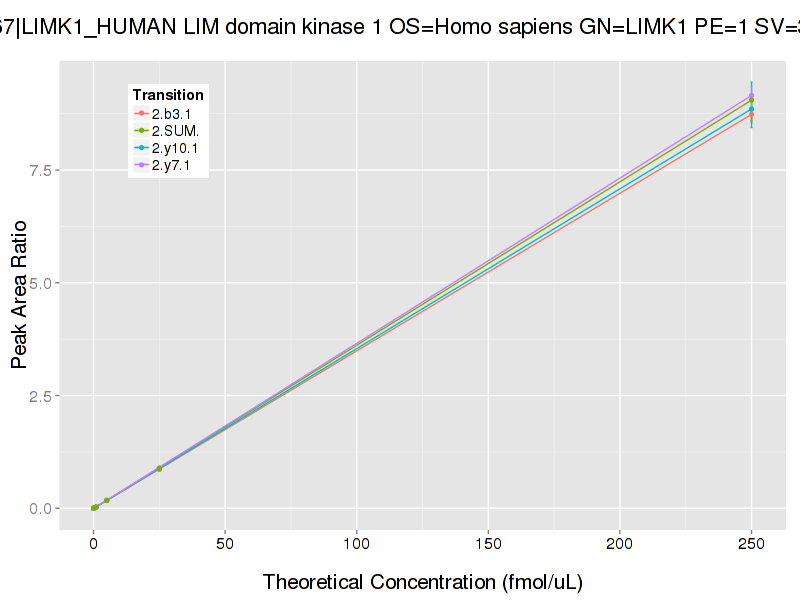 67|LIMK1_HUMAN LIM domain kinase 1 OS=Homo sapiens GN=LIMK1 PE=1 SV=3
Transition
2.b3.1
2.SUM.
2.y10.1
2.y7.1
Peak Area Ratio
7.5
5.0
2.5
0.0
0 50 100 150 200 250
Theoretical Concentration (fmol/uL)